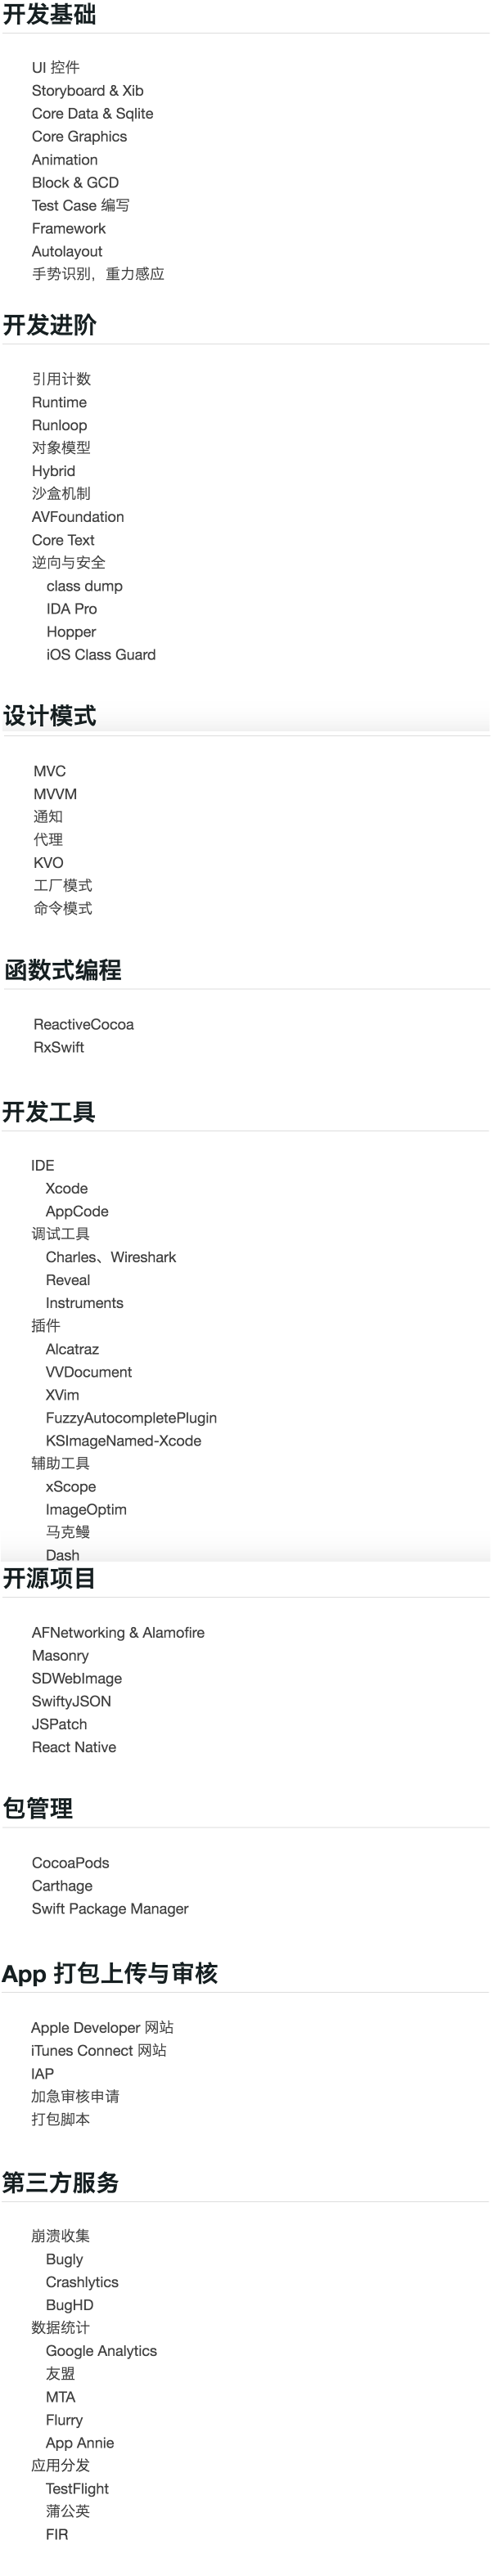 开发基础
UI 控件
Storyboard & Xib
Core Data & Sqlite
Core Graphics
Animation
Block & GCD
Test Case 编写
Framework
Autolayout
手势识别，重力感应
开发进阶
引用计数
Runtime
Runloop
对象模型
Hybrid
沙盒机制
AVFoundation
Core Text
逆向与安全
class dump
IDA Pro
Hopper
iOS Class Guard
设计模式
MVC
MVVM
通知
代理
KVO
工厂模式
命令模式
函数式编程
ReactiveCocoa
RxSwift
开发工具
IDE
Xcode
AppCode
调试工具
Charles、Wireshark
Reveal
Instruments
插件
Alcatraz
VVDocument
XVim
FuzzyAutocompletePlugin
KSImageNamed-Xcode
辅助工具
xScope
ImageOptim
马克鳗
Dash
开源项目
AFNetworking & Alamofire
Masonry
SDWebImage
SwiftyJSON
JSPatch
React Native
包管理
CocoaPods
Carthage
Swift Package Manager
App 打包上传与审核
Apple Developer 网站
iTunes Connect 网站
IAP
加急审核申请
打包脚本
第三方服务
崩溃收集
Bugly
Crashlytics
BugHD
数据统计
Google Analytics
友盟
MTA
Flurry
App Annie
应用分发
TestFlight
蒲公英
FIR